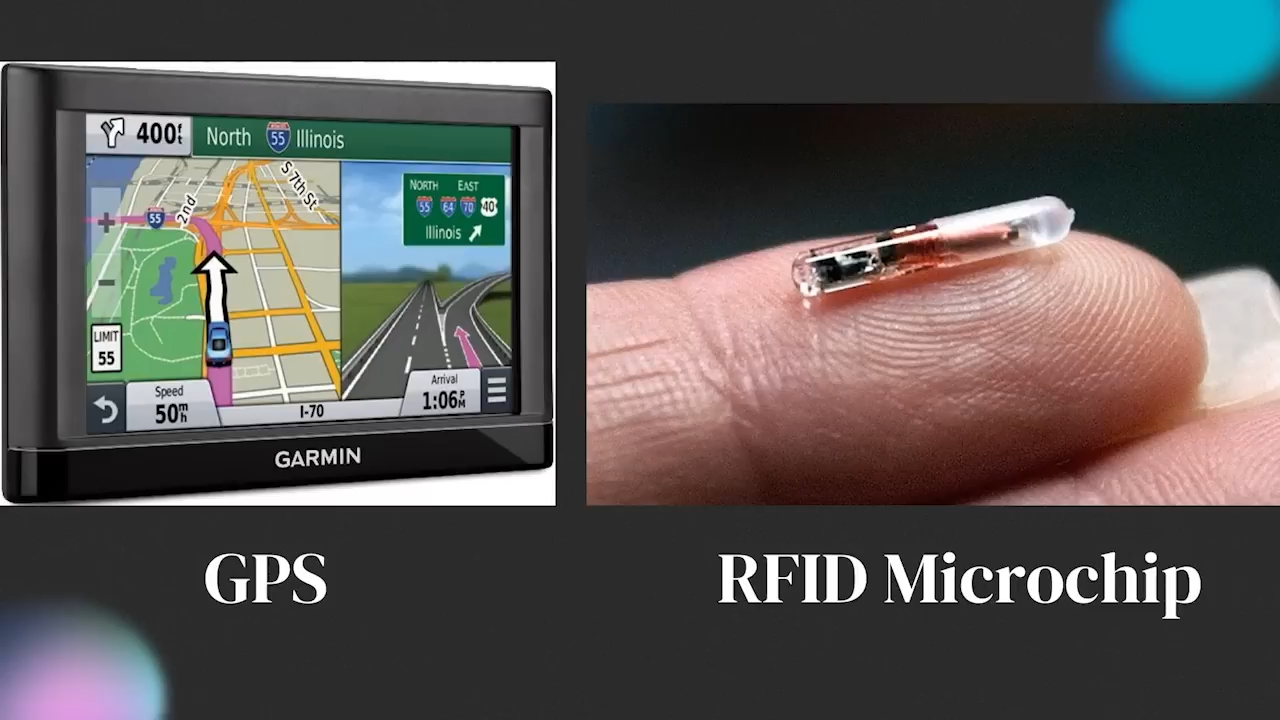 400ft
North 55 Illinois
S 7th St
2nd
55
NORTH EAST
55 64 70 40
Illinois
+
-
LIMIT
55
Speed
50mh
I-70
Arrival
1:06PM
GARMIN
GPS
RFID Microchip